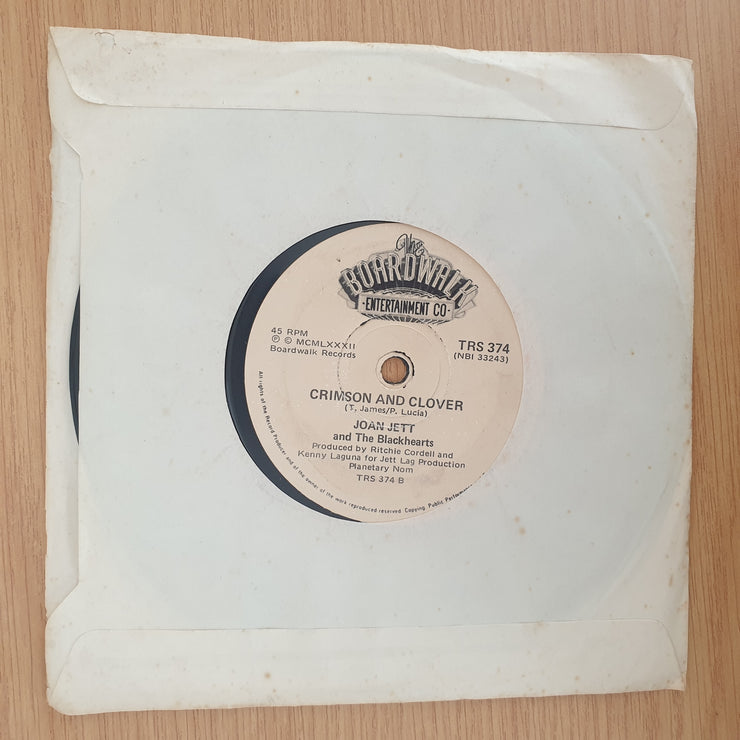 The
BOARDWALK
ENTERTAINMENT CO
45 RPM
Ⓟ © MCMLXXXII
Boardwalk Records
TRS 374
(NBI 33243)
CRIMSON AND CLOVER
(T. James/P. Lucia)
JOAN JETT
and The Blackhearts
Produced by Ritchie Cordell and
Kenny Laguna for Jett Lag Production
Planetary Nom
TRS 374 B
All rights of the Record Producer and of the owner of the work reproduced reserved. Copying, Public